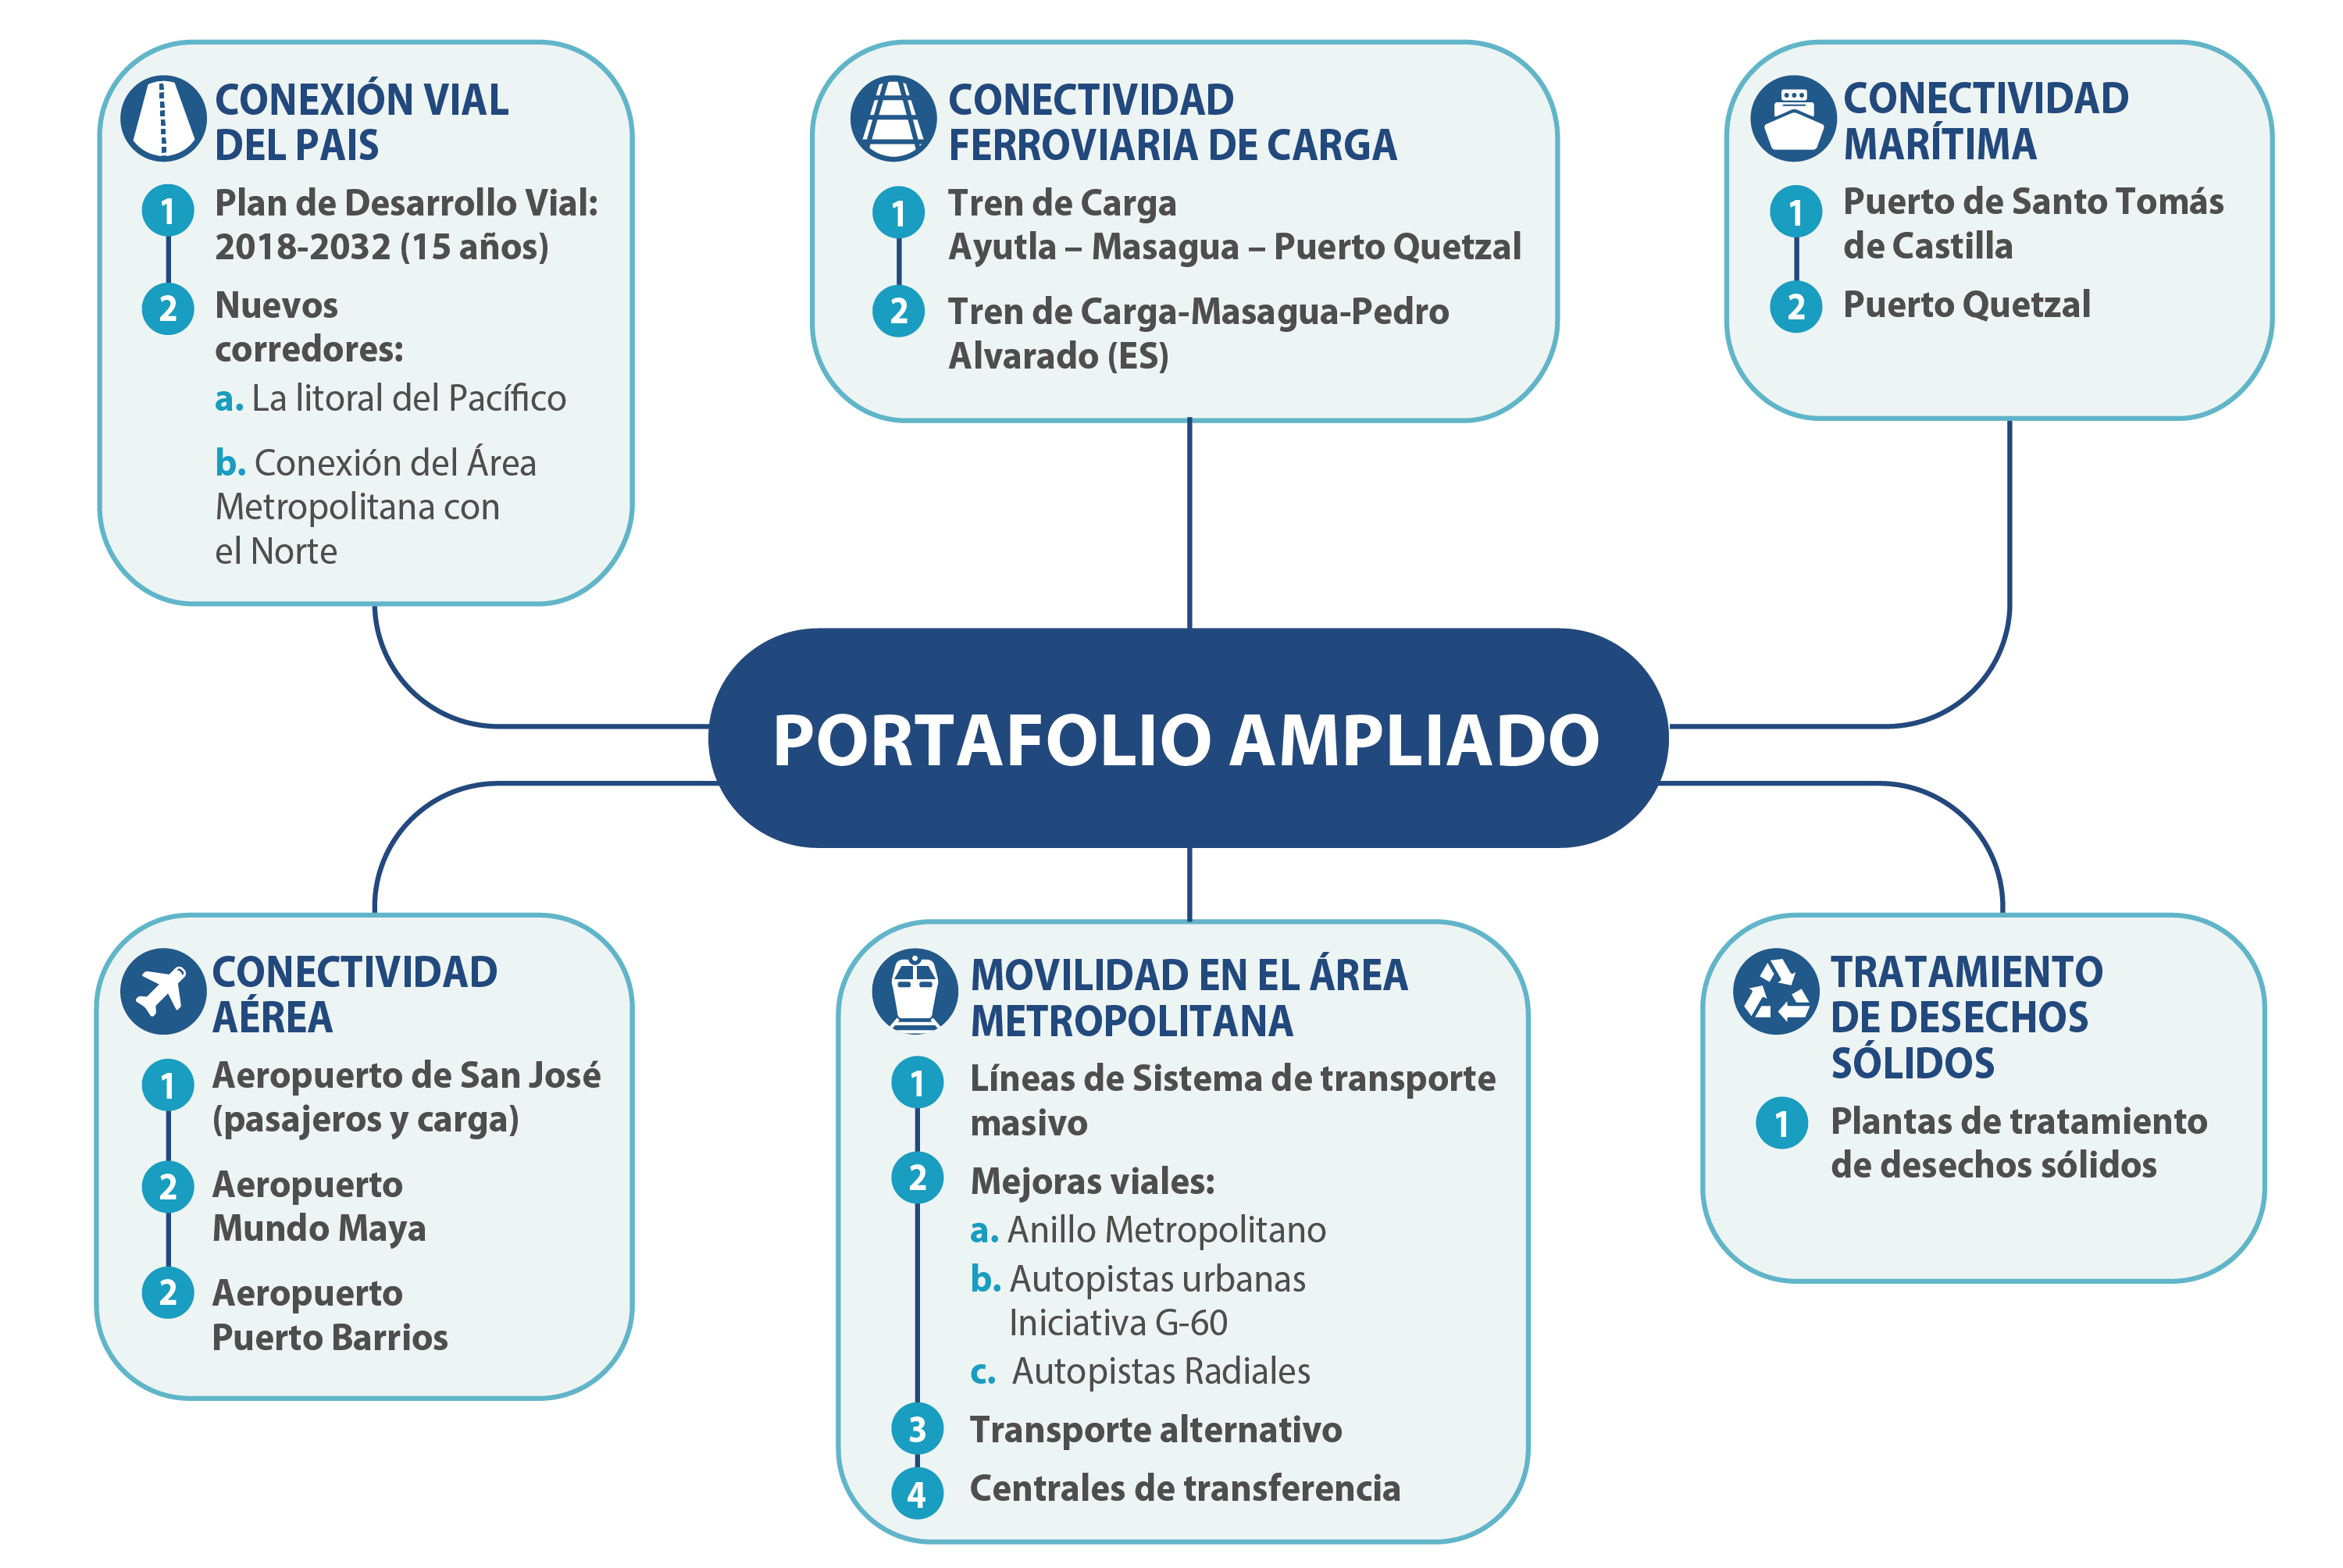 CONEXIÓN VIAL
DEL PAIS
1 Plan de Desarrollo Vial:
2018-2032 (15 años)
2 Nuevos
corredores:
a. La litoral del Pacífico
b. Conexión del Área
Metropolitana con
el Norte
CONECTIVIDAD
FERROVIARIA DE CARGA
1 Tren de Carga
Ayutla – Masagua – Puerto Quetzal
2 Tren de Carga-Masagua-Pedro
Alvarado (ES)
CONECTIVIDAD
MARÍTIMA
1 Puerto de Santo Tomás
de Castilla
2 Puerto Quetzal
PORTAFOLIO AMPLIADO
CONECTIVIDAD
AÉREA
1 Aeropuerto de San José
(pasajeros y carga)
2 Aeropuerto
Mundo Maya
2 Aeropuerto
Puerto Barrios
MOVILIDAD EN EL ÁREA
METROPOLITANA
1 Líneas de Sistema de transporte
masivo
2 Mejoras viales:
a. Anillo Metropolitano
b. Autopistas urbanas
Iniciativa G-60
c. Autopistas Radiales
3 Transporte alternativo
4 Centrales de transferencia
TRATAMIENTO
DE DESECHOS
SÓLIDOS
1 Plantas de tratamiento
de desechos sólidos